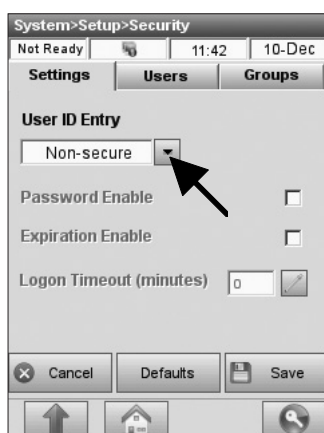 System>Setup>Security
Not Ready 11:42 10-Dec
Settings Users Groups
User ID Entry
Non-secure
Password Enable
Expiration Enable
Logon Timeout (minutes) 0
Cancel Defaults Save